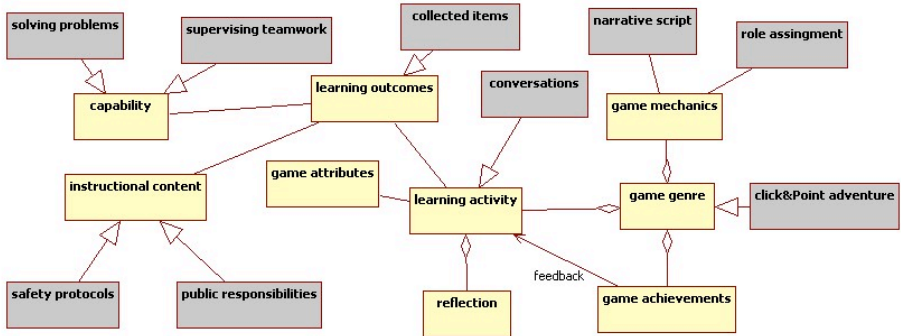 solving problems
supervising teamwork
collected items
narrative script
role assingment
conversations
capability
learning outcomes
game mechanics
game attributes
instructional content
learning activity
game genre
click&Point adventure
feedback
safety protocols
public responsibilities
reflection
game achievements